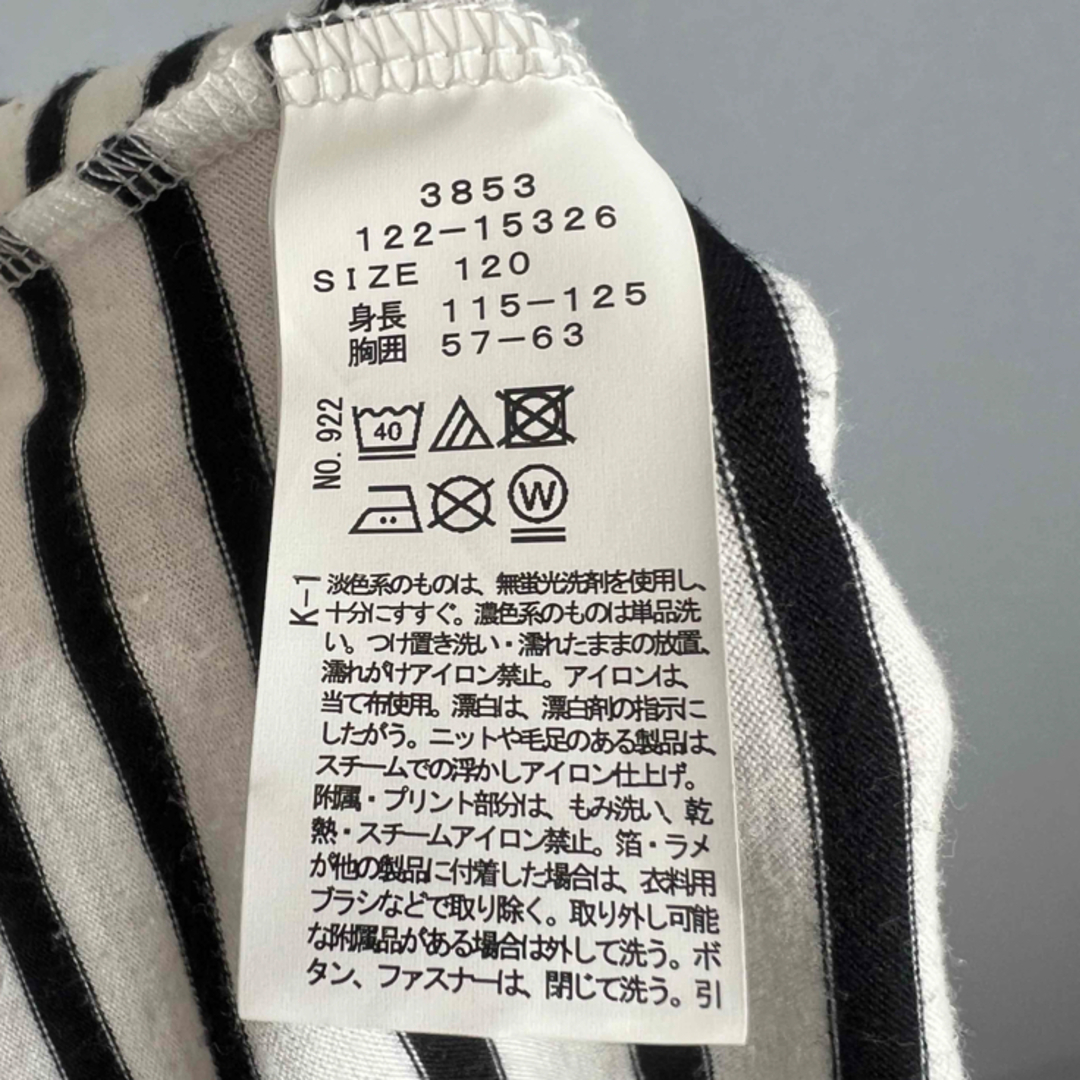 3853
122-15326
SIZE 120
身長 115-125
胸囲 57-63
NO. 922
40
W
K-1
淡色系のものは、無蛍光洗剤を使用し、
十分にすすぐ。濃色系のものは単品洗
い。つけ置き洗い・濡れたままの放置、
濡れがけアイロン禁止。アイロンは、
当て布使用。漂白は、漂白剤の指示に
したがう。ニットや毛足のある製品は、
スチームでの浮かしアイロン仕上げ。
附属・プリント部分は、もみ洗い、乾
熱・スチームアイロン禁止。箔・ラメ
が他の製品に付着した場合は、衣料用
ブラシなどで取り除く。取り外し可能
な附属品がある場合は外して洗う。ボ
タン、ファスナーは、閉じて洗う。引